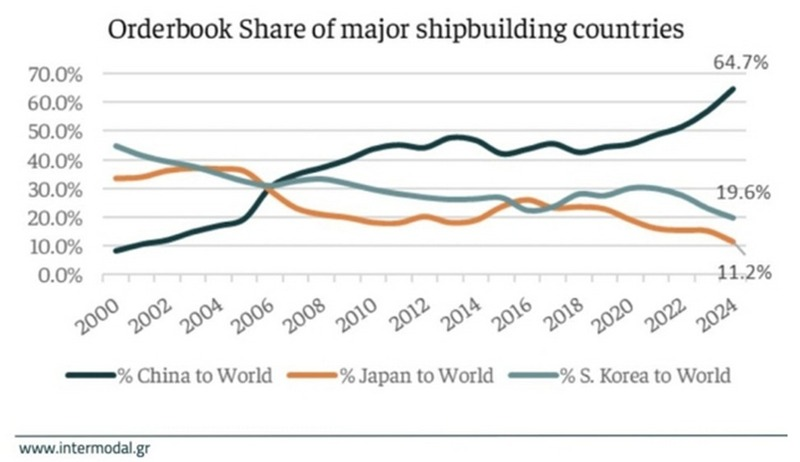 Orderbook Share of major shipbuilding countries
64.7%
70.0%
60.0%
50.0%
40.0%
30.0%
19.6%
20.0%
10.0%
0.0%
11.2%
2000 2002 2004 2006 2008 2010 2012 2014 2016 2018 2020 2022 2024
% China to World % Japan to World % S. Korea to World
www.intermodal.gr